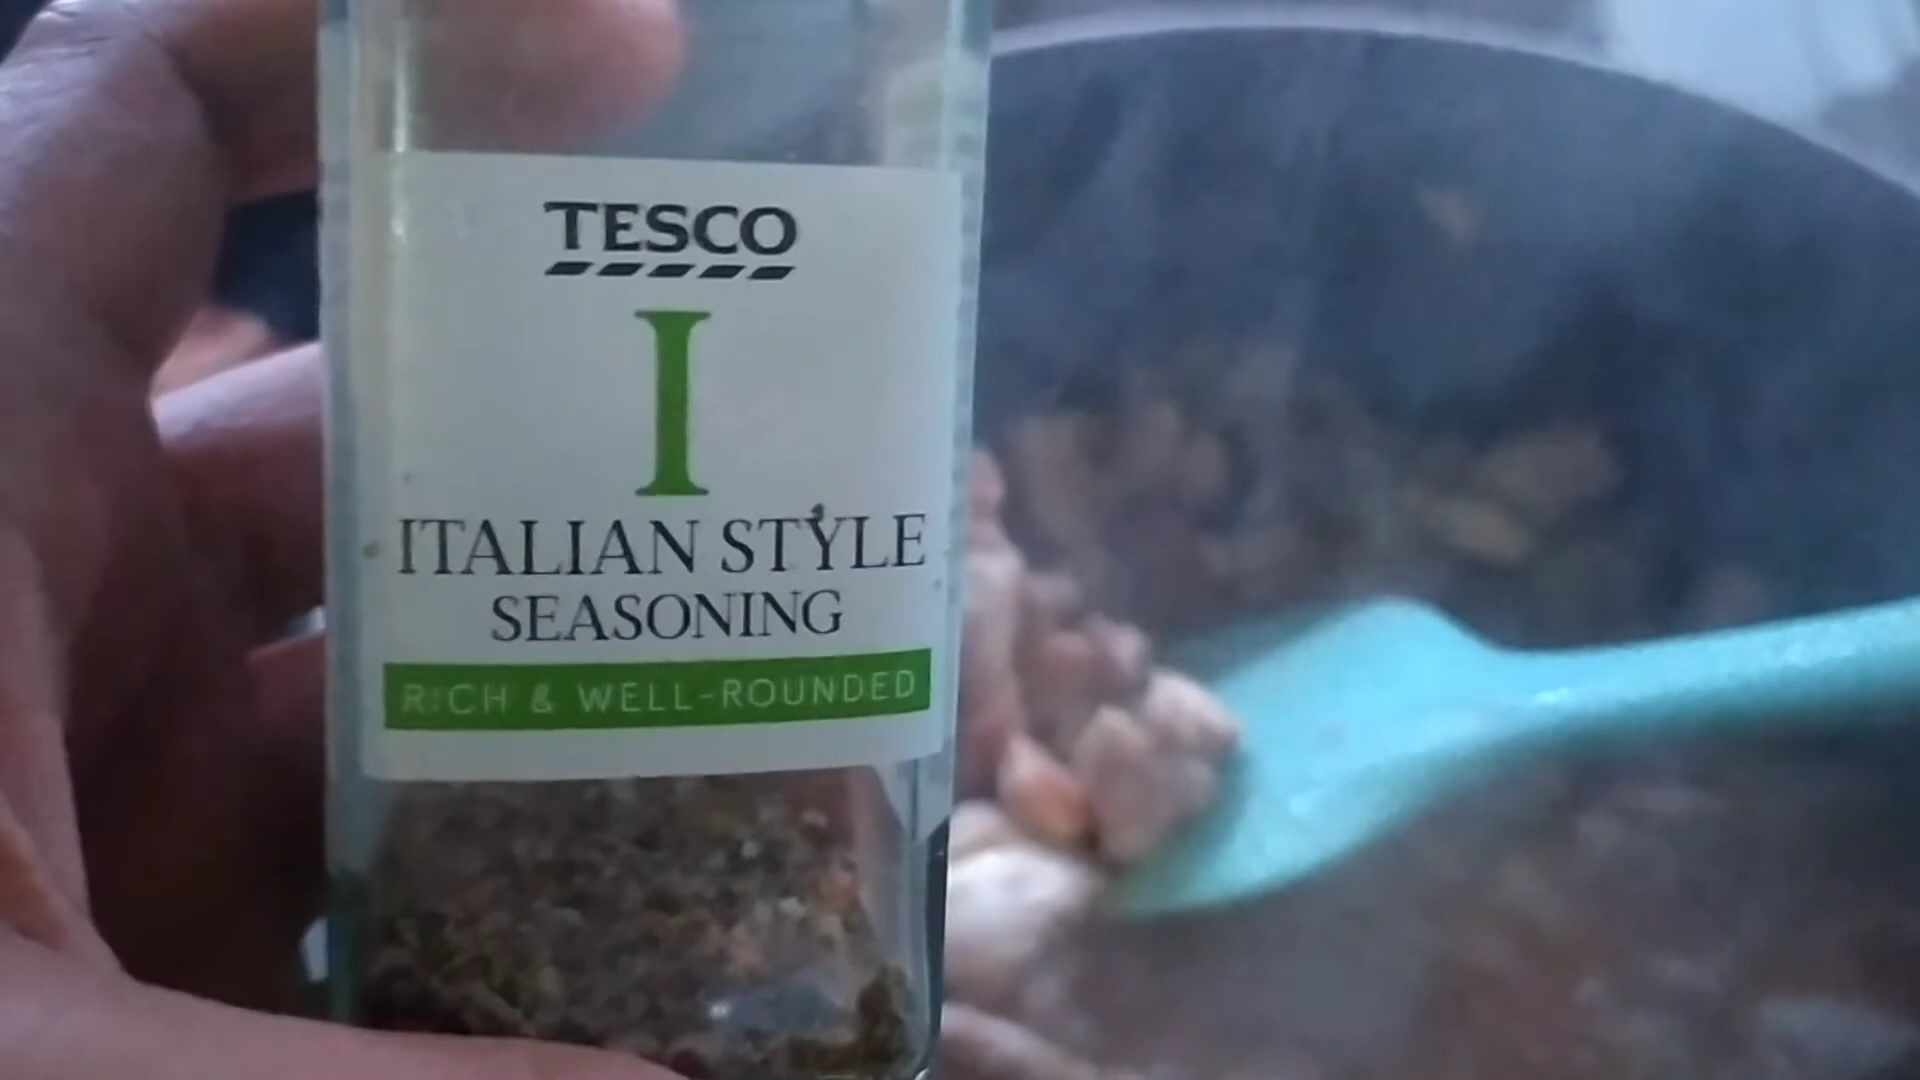 TESCO
I
ITALIAN STYLE
SEASONING
RICH & WELL-ROUNDED